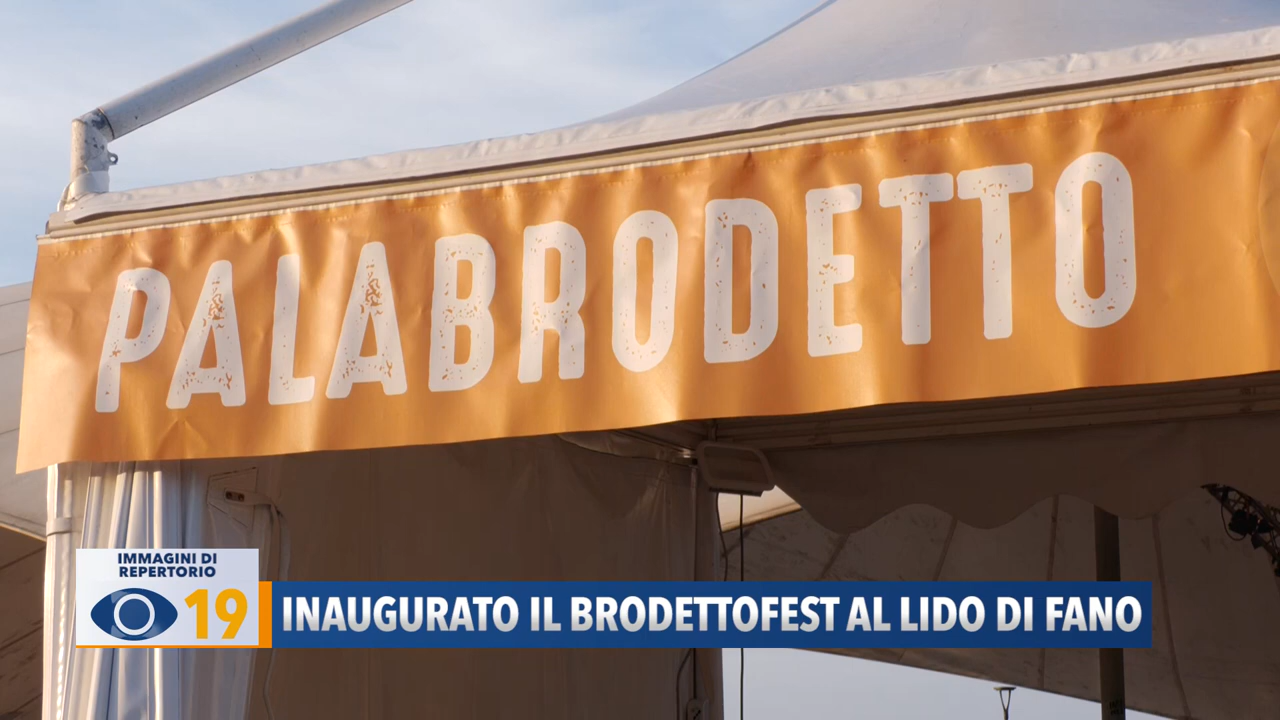 PALABRODETTO
IMMAGINI DI
REPERTORIO
19
INAUGURATO IL BRODETTOFEST AL LIDO DI FANO